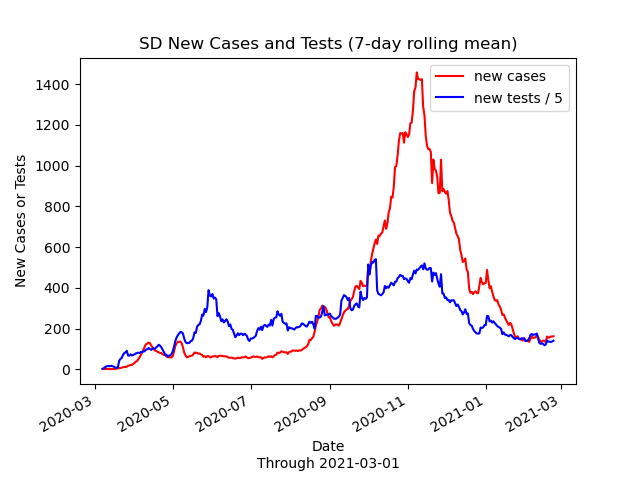 SD New Cases and Tests (7-day rolling mean)
new cases
new tests / 5
New Cases or Tests
1400
1200
1000
800
600
400
200
0
2020-03
2020-05
2020-07
2020-09
2020-11
2021-01
2021-03
Date
Through 2021-03-01